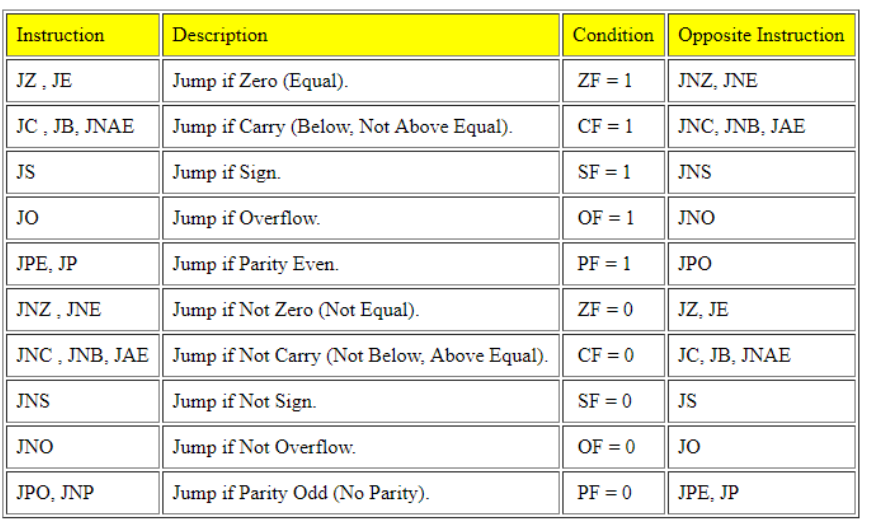 Instruction Description Condition Opposite Instruction
JZ , JE Jump if Zero (Equal). ZF = 1 JNZ, JNE
JC , JB, JNAE Jump if Carry (Below, Not Above Equal). CF = 1 JNC, JNB, JAE
JS Jump if Sign. SF = 1 JNS
JO Jump if Overflow. OF = 1 JNO
JPE, JP Jump if Parity Even. PF = 1 JPO
JNZ , JNE Jump if Not Zero (Not Equal). ZF = 0 JZ, JE
JNC , JNB, JAE Jump if Not Carry (Not Below, Above Equal). CF = 0 JC, JB, JNAE
JNS Jump if Not Sign. SF = 0 JS
JNO Jump if Not Overflow. OF = 0 JO
JPO, JNP Jump if Parity Odd (No Parity). PF = 0 JPE, JP